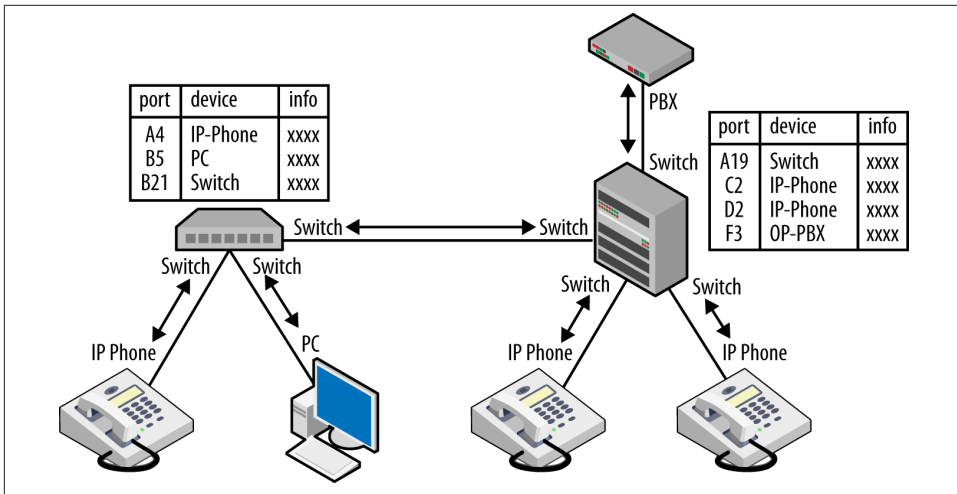 port device info
A4 IP-Phone xxxx
B5 PC xxxx
B21 Switch xxxx
PBX
port device info
A19 Switch xxxx
C2 IP-Phone xxxx
D2 IP-Phone xxxx
F3 OP-PBX xxxx
Switch
Switch Switch
Switch Switch
Switch Switch
IP Phone PC IP Phone IP Phone